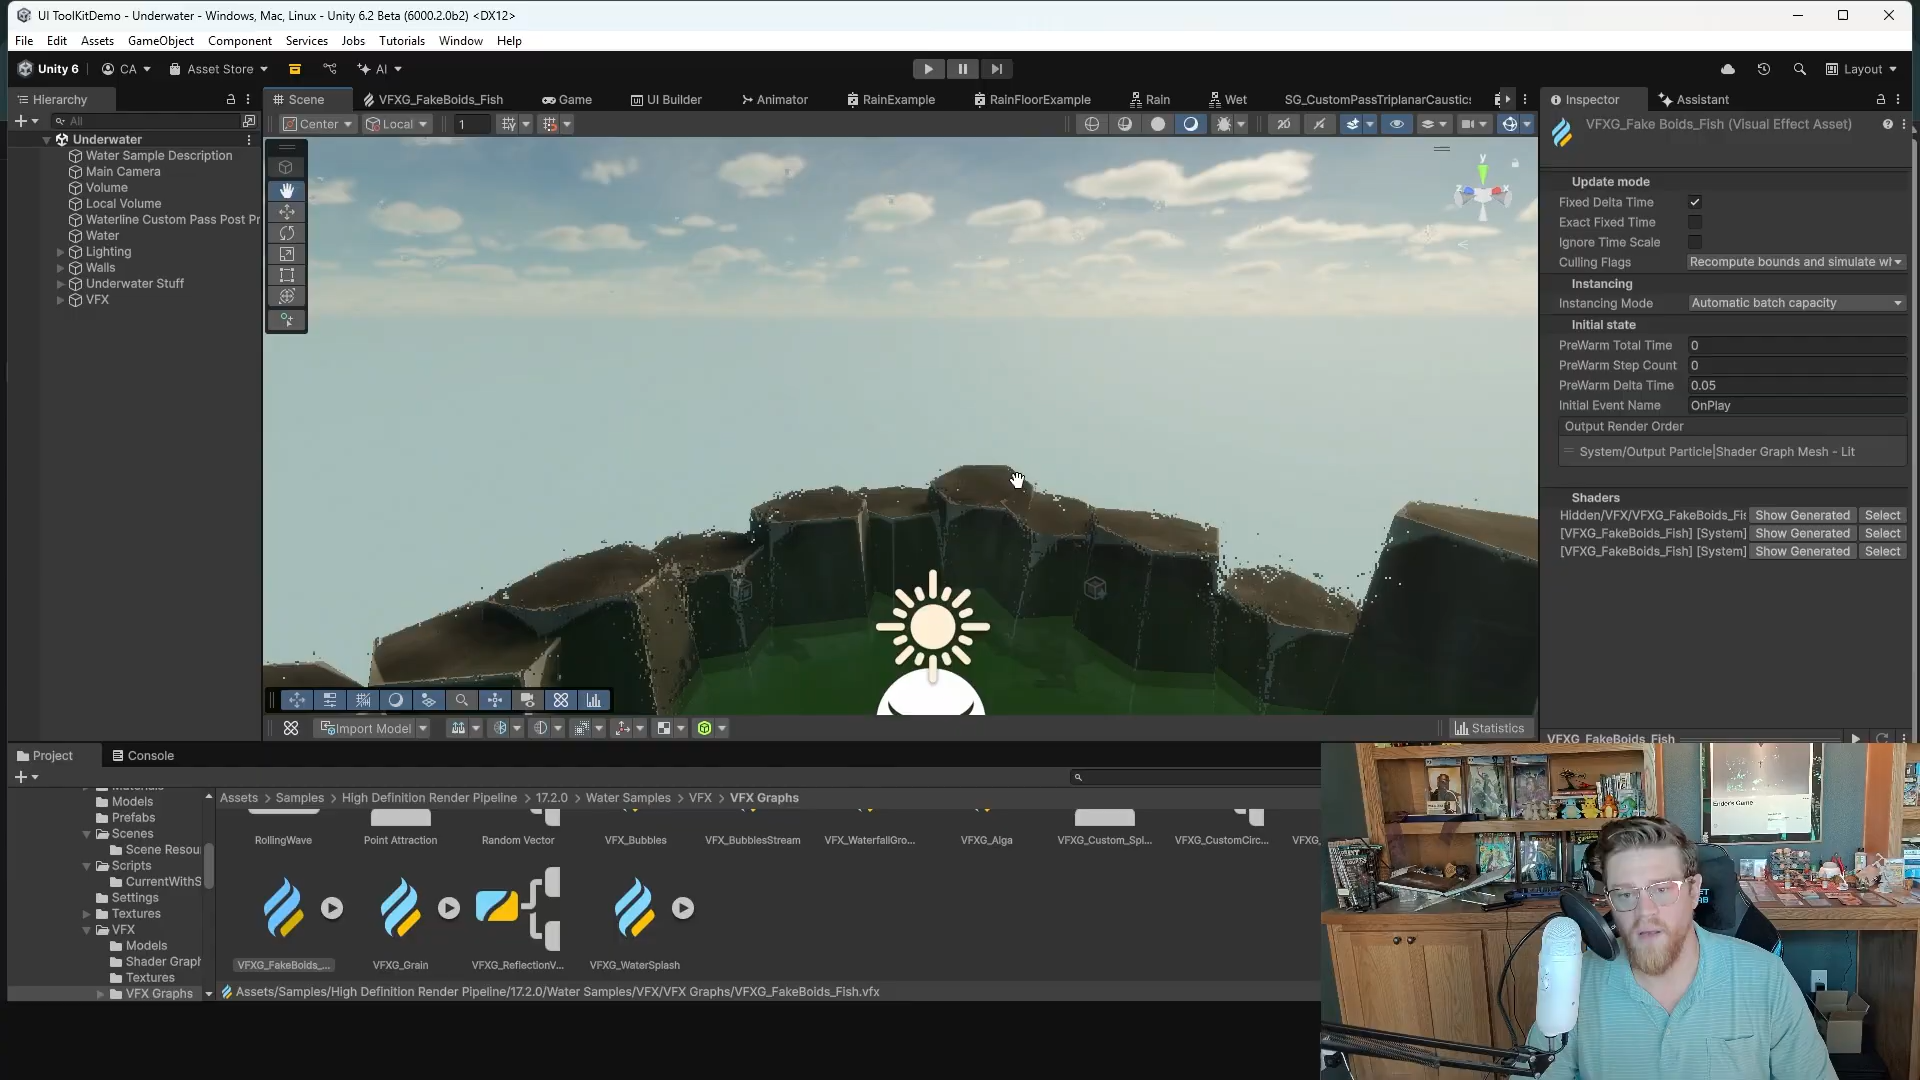 UI ToolKitDemo - Underwater - Windows, Mac, Linux - Unity 6.2 Beta (6000.2.0b2) <DX12>
File Edit Assets GameObject Component Services Jobs Tutorials Window Help
Unity 6 CA Asset Store AI Layout
Hierarchy Scene VFXG_FakeBoids_Fish Game UI Builder Animator RainExample RainFloorExample Rain Wet SG_CustomPassTriplanarCaustics Inspector Assistant
All Center Local 1 2D
VFXG_Fake Boids_Fish (Visual Effect Asset)
Underwater
Water Sample Description
Main Camera
Volume
Local Volume
Waterline Custom Pass Post Pr
Water
Lighting
Walls
Underwater Stuff
VFX
y
z x
Update mode
Fixed Delta Time
Exact Fixed Time
Ignore Time Scale
Culling Flags Recompute bounds and simulate wh
Instancing
Instancing Mode Automatic batch capacity
Initial state
PreWarm Total Time 0
PreWarm Step Count 0
PreWarm Delta Time 0.05
Initial Event Name OnPlay
Output Render Order
System/Output Particle|Shader Graph Mesh - Lit
Shaders
Hidden/VFX/VFXG_FakeBoids_Fis Show Generated Select
[VFXG_FakeBoids_Fish] [System] Show Generated Select
[VFXG_FakeBoids_Fish] [System] Show Generated Select
Import Model Statistics
VFXG_FakeBoids_Fish
Project Console
Assets > Samples > High Definition Render Pipeline > 17.2.0 > Water Samples > VFX > VFX Graphs
Materials
Models
Prefabs
Scenes
Scene Resou
Scripts
CurrentWithS
Settings
Textures
VFX
Models
Shader Graph
Textures
VFX Graphs
RollingWave Point Attraction Random Vector VFX_Bubbles VFX_BubblesStream VFX_WaterfallGro... VFXG_Alga VFXG_Custom_Spl... VFXG_CustomCirc... VFXG_
VFXG_FakeBoids_... VFXG_Grain VFXG_ReflectionV... VFXG_WaterSplash
Assets/Samples/High Definition Render Pipeline/17.2.0/Water Samples/VFX/VFX Graphs/VFXG_FakeBoids_Fish.vfx
Ender's Game